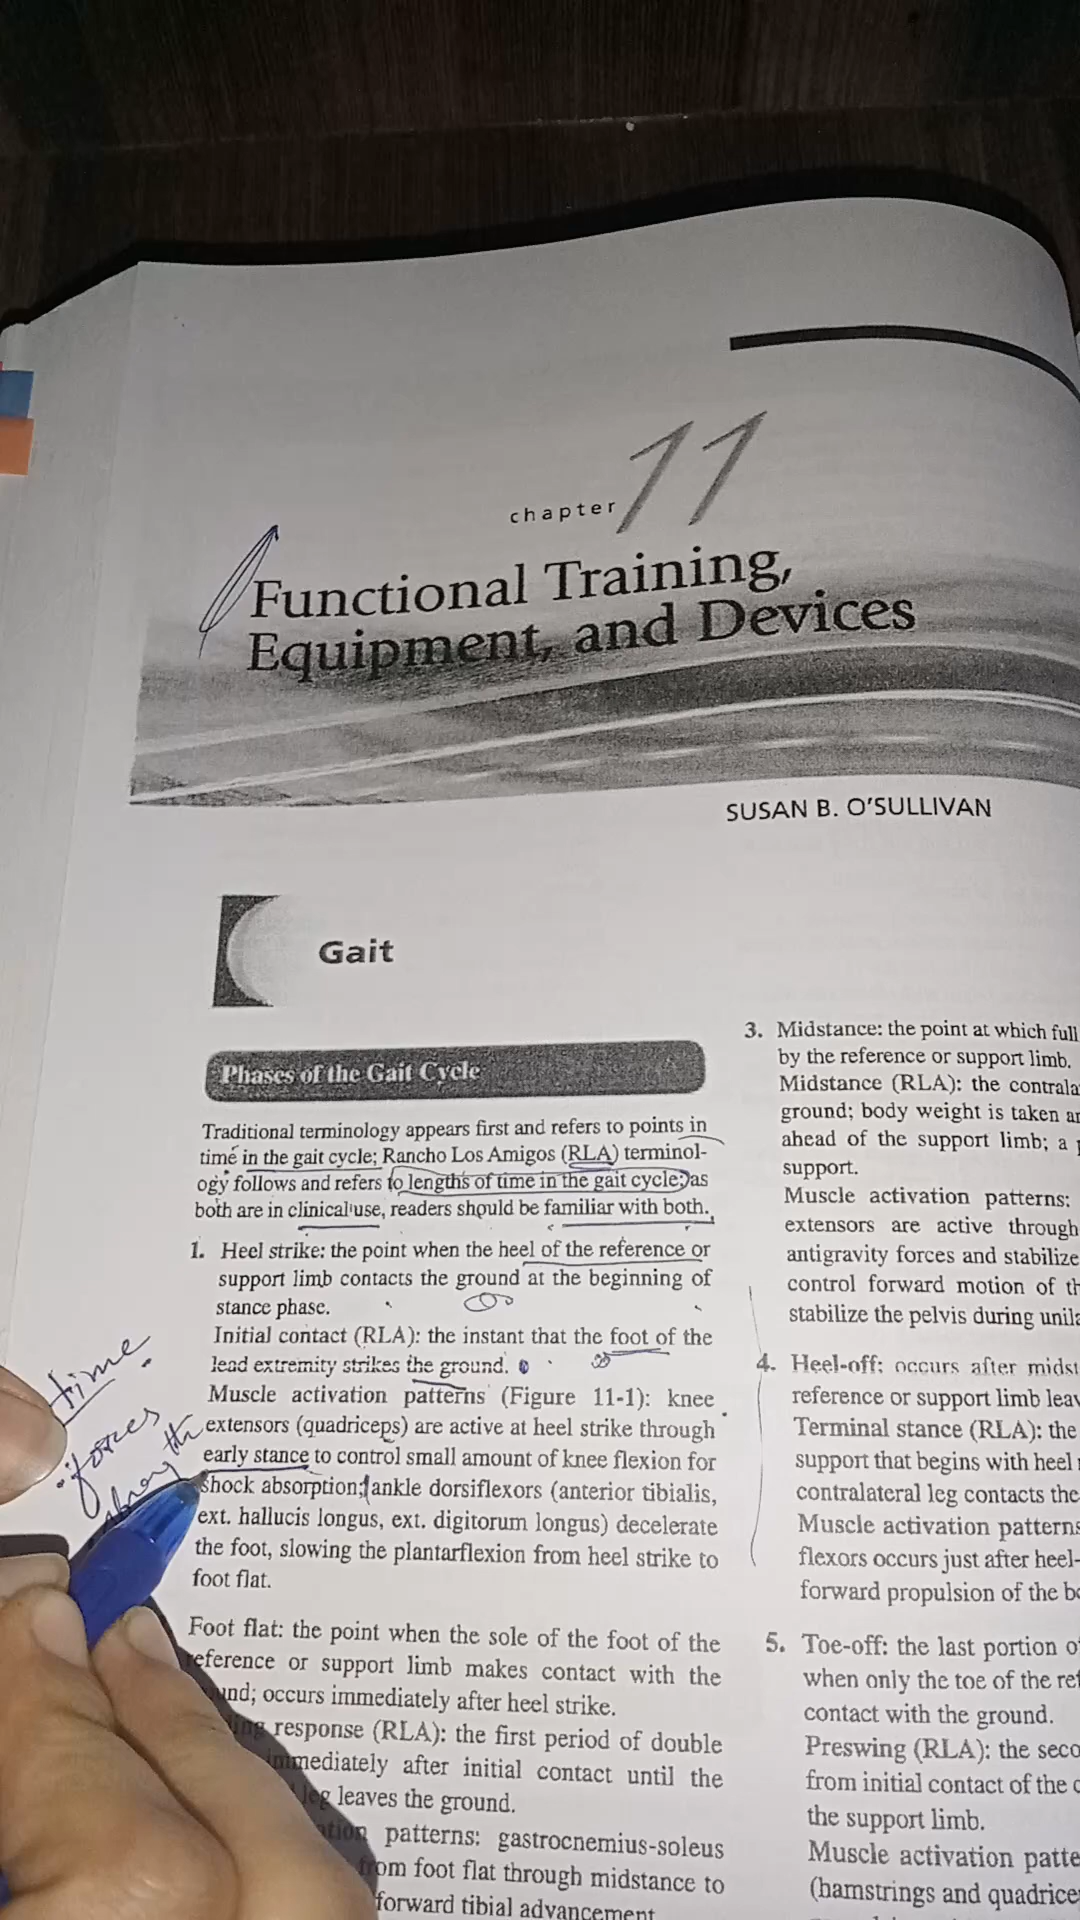 chapter 11
Functional Training,
Equipment, and Devices
SUSAN B. O'SULLIVAN
Gait
Phases of the Gait Cycle
Traditional terminology appears first and refers to points in
time in the gait cycle; Rancho Los Amigos (RLA) terminol-
ogy follows and refers to lengths of time in the gait cycle; as
both are in clinical use, readers should be familiar with both.
1. Heel strike: the point when the heel of the reference or
support limb contacts the ground at the beginning of
stance phase.
Initial contact (RLA): the instant that the foot of the
lead extremity strikes the ground.
Muscle activation patterns (Figure 11-1): knee
extensors (quadriceps) are active at heel strike through
early stance to control small amount of knee flexion for
shock absorption; ankle dorsiflexors (anterior tibialis,
ext. hallucis longus, ext. digitorum longus) decelerate
the foot, slowing the plantarflexion from heel strike to
foot flat.
Foot flat: the point when the sole of the foot of the
reference or support limb makes contact with the
occurs immediately after heel strike.
response (RLA): the first period of double
immediately after initial contact until the
leaves the ground.
patterns: gastrocnemius-soleus
from foot flat through midstance to
forward tibial advancement
time
forces
3. Midstance: the point at which full
by the reference or support limb.
Midstance (RLA): the
ground; body weight is taken
ahead of the support limb; a
support.
Muscle activation patterns:
extensors are active through
antigravity forces and stabilize
control forward motion of
stabilize the pelvis during
4. Heel-off: occurs after
reference or support limb
Terminal stance (RLA): the
support that begins with heel
contralateral leg contacts the
Muscle activation patterns
flexors occurs just after heel-
forward propulsion of the
5. Toe-off: the last portion
when only the toe of the
contact with the ground.
Preswing (RLA): the
from initial contact of the
the support limb.
Muscle activation
(hamstrings and